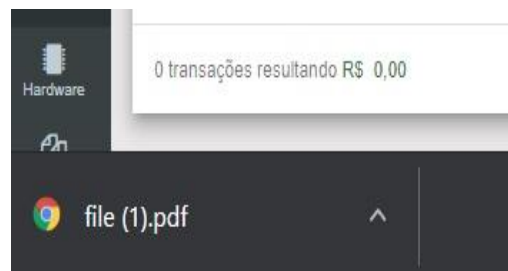 0 transações resultando R$ 0,00
Hardware
file (1).pdf